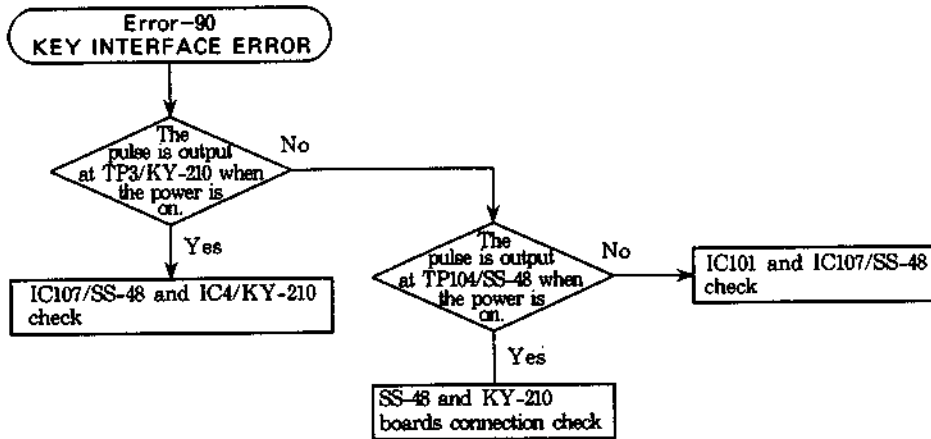 Error-90
KEY INTERFACE ERROR
The
pulse is output
at TP3/KY-210 when
the power is
on.
No
Yes
IC107/SS-48 and IC4/KY-210
check
The
pulse is output
at TP104/SS-48 when
the power is
on.
No
IC101 and IC107/SS-48
check
Yes
SS-48 and KY-210
boards connection check